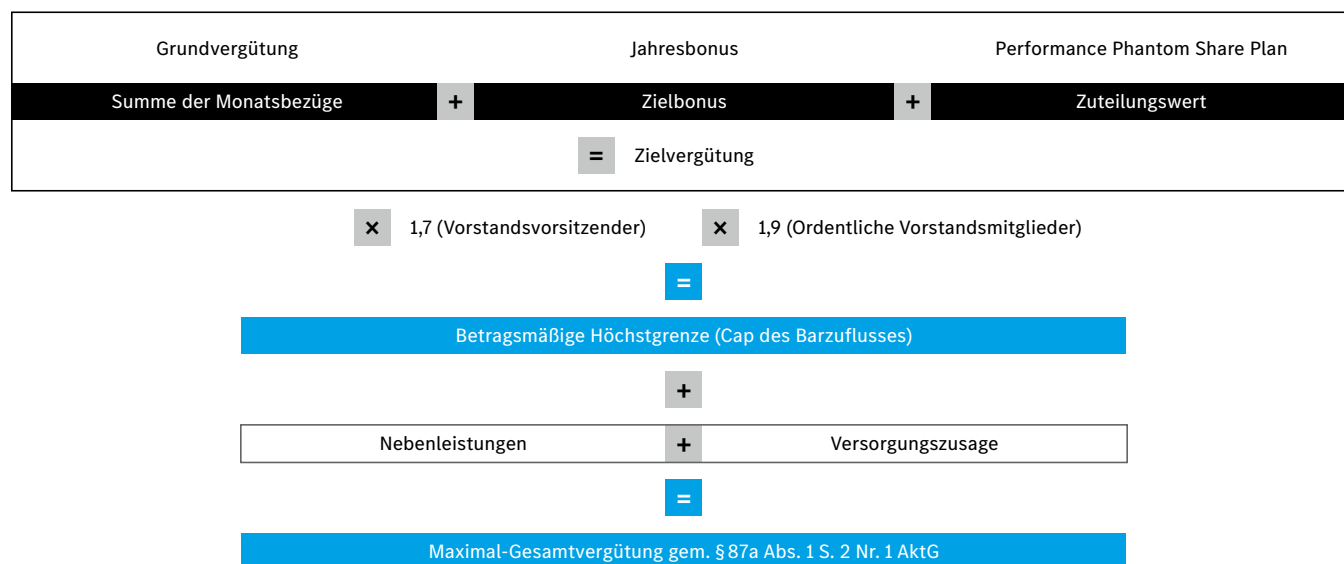 Grundvergütung Jahresbonus Performance Phantom Share Plan
Summe der Monatsbezüge + Zielbonus + Zuteilungswert
= Zielvergütung
× 1,7 (Vorstandsvorsitzender) × 1,9 (Ordentliche Vorstandsmitglieder)
=
Betragsmäßige Höchstgrenze (Cap des Barzuflusses)
+
Nebenleistungen + Versorgungszusage
=
Maximal-Gesamtvergütung gem. § 87a Abs. 1 S. 2 Nr. 1 AktG